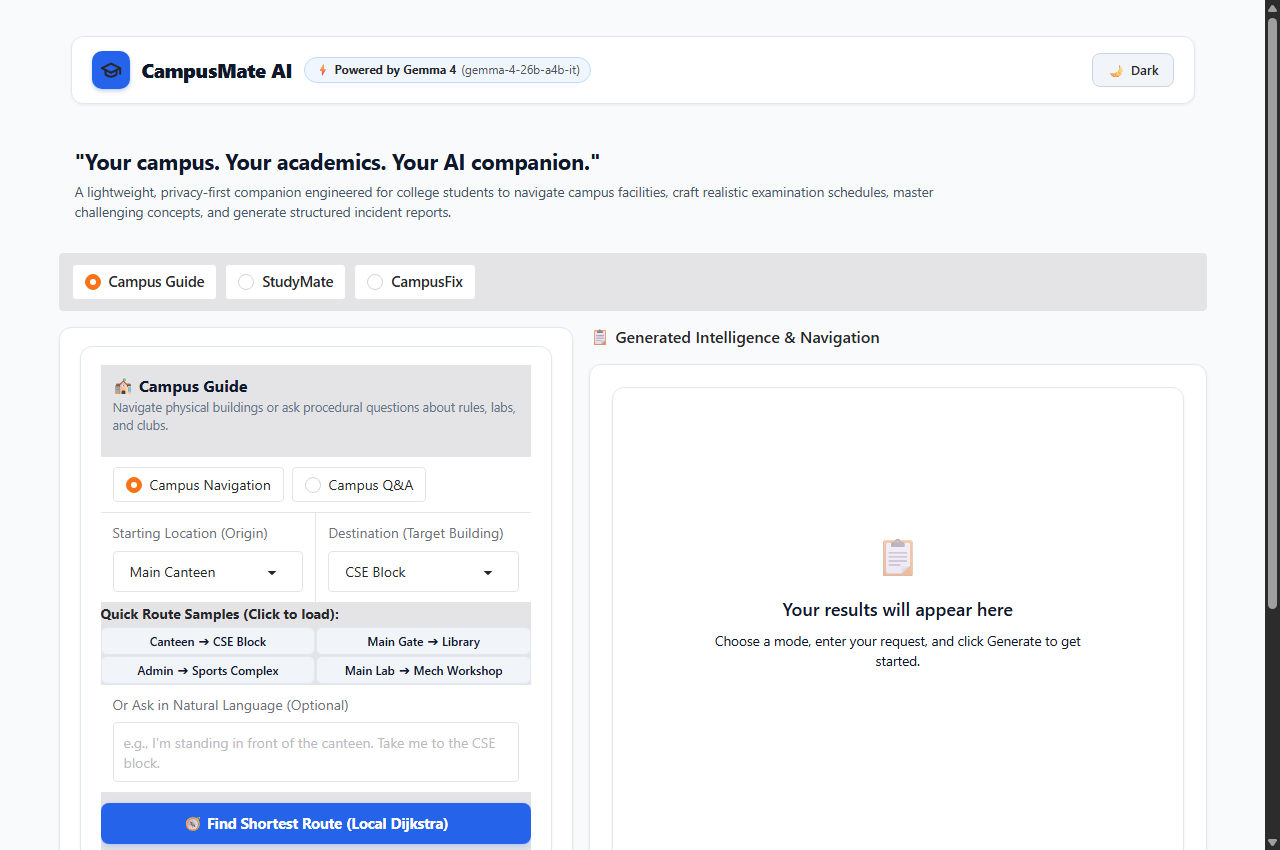 CampusMate AI
Powered by Gemma 4 (gemma-4-26b-a4b-it)
Dark
"Your campus. Your academics. Your AI companion."
A lightweight, privacy-first companion engineered for college students to navigate campus facilities, craft realistic examination schedules, master
challenging concepts, and generate structured incident reports.
Campus Guide
StudyMate
CampusFix
Campus Guide
Navigate physical buildings or ask procedural questions about rules, labs,
and clubs.
Campus Navigation
Campus Q&A
Starting Location (Origin)
Main Canteen
Destination (Target Building)
CSE Block
Quick Route Samples (Click to load):
Canteen → CSE Block
Main Gate → Library
Admin → Sports Complex
Main Lab → Mech Workshop
Or Ask in Natural Language (Optional)
e.g., I'm standing in front of the canteen. Take me to the CSE
block.
Find Shortest Route (Local Dijkstra)
Generated Intelligence & Navigation
Your results will appear here
Choose a mode, enter your request, and click Generate to get
started.